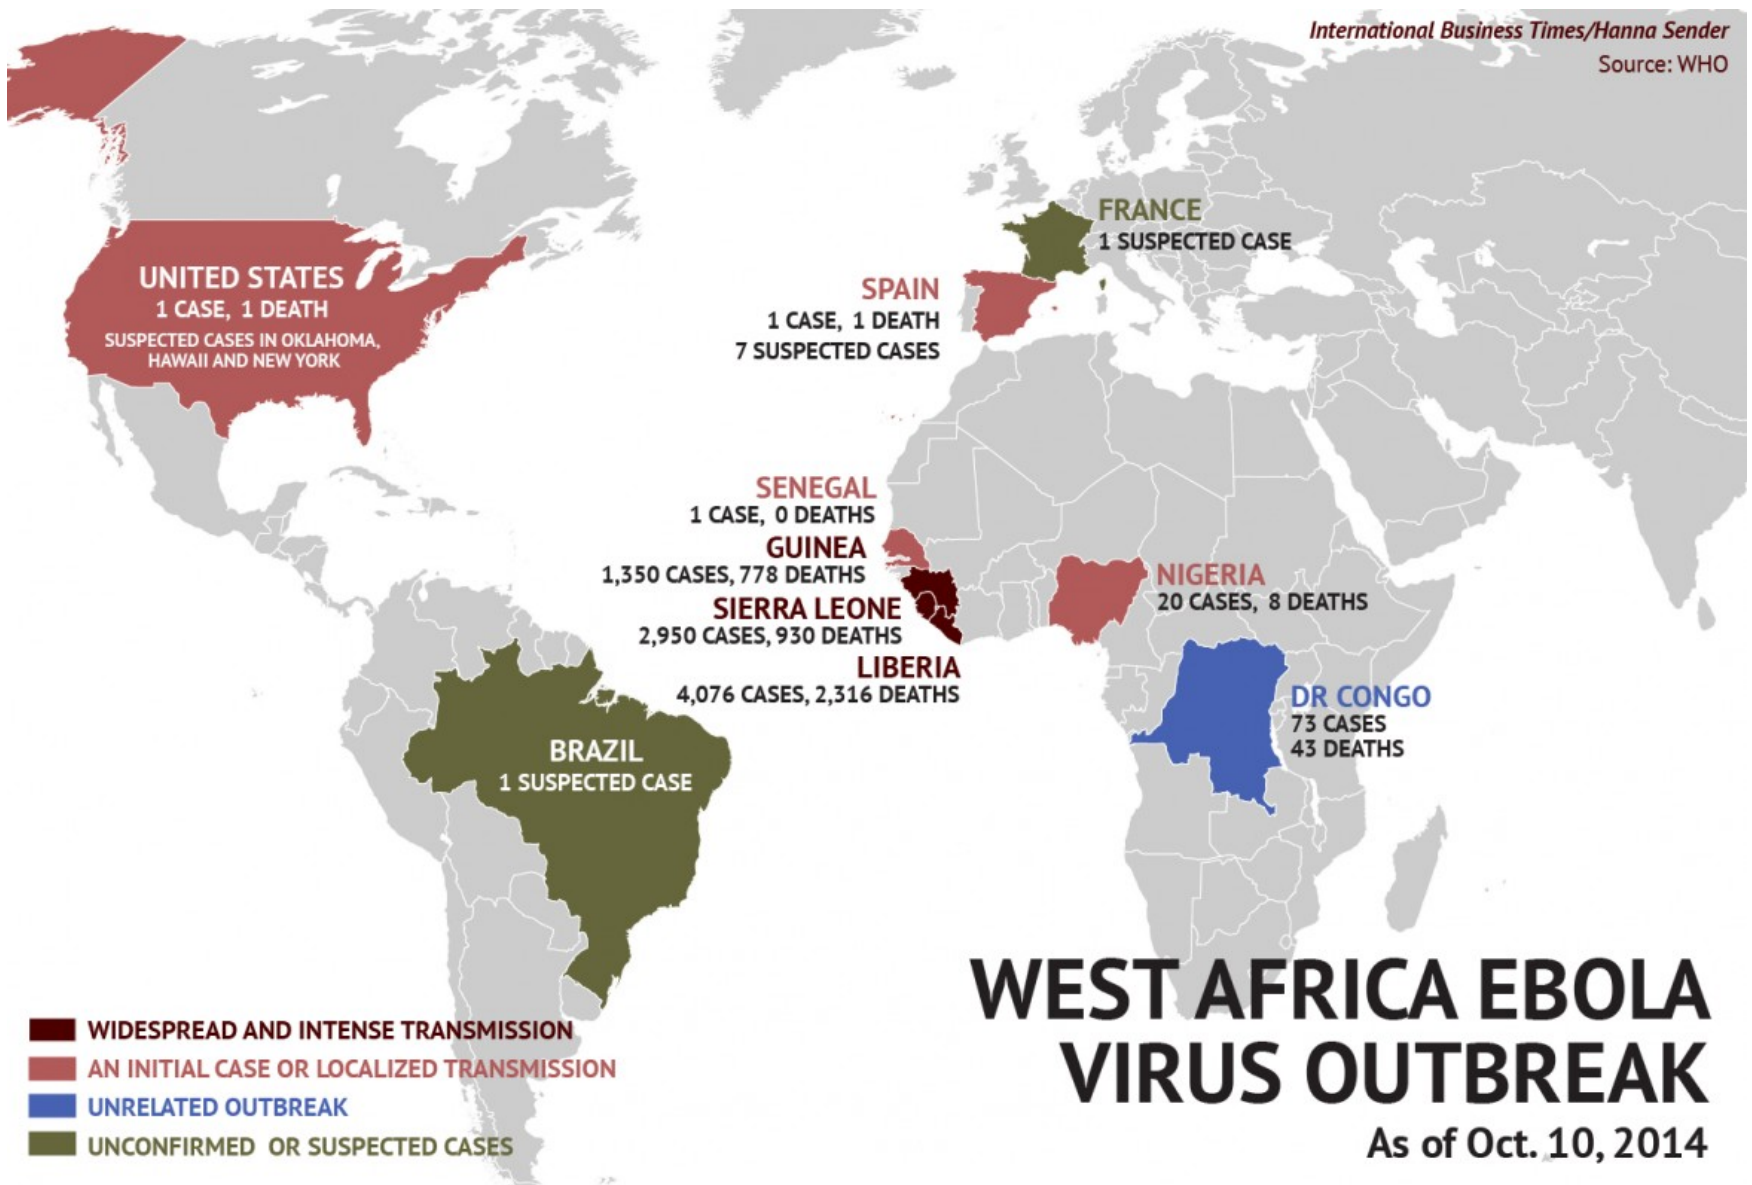 International Business Times/Hanna Sender
Source: WHO
UNITED STATES
1 CASE, 1 DEATH
SUSPECTED CASES IN OKLAHOMA,
HAWAII AND NEW YORK
FRANCE
1 SUSPECTED CASE
SPAIN
1 CASE, 1 DEATH
7 SUSPECTED CASES
SENEGAL
1 CASE, 0 DEATHS
GUINEA
1,350 CASES, 778 DEATHS
SIERRA LEONE
2,950 CASES, 930 DEATHS
LIBERIA
4,076 CASES, 2,316 DEATHS
NIGERIA
20 CASES, 8 DEATHS
DR CONGO
73 CASES
43 DEATHS
BRAZIL
1 SUSPECTED CASE
WIDESPREAD AND INTENSE TRANSMISSION
AN INITIAL CASE OR LOCALIZED TRANSMISSION
UNRELATED OUTBREAK
UNCONFIRMED OR SUSPECTED CASES
WEST AFRICA EBOLA
VIRUS OUTBREAK
As of Oct. 10, 2014